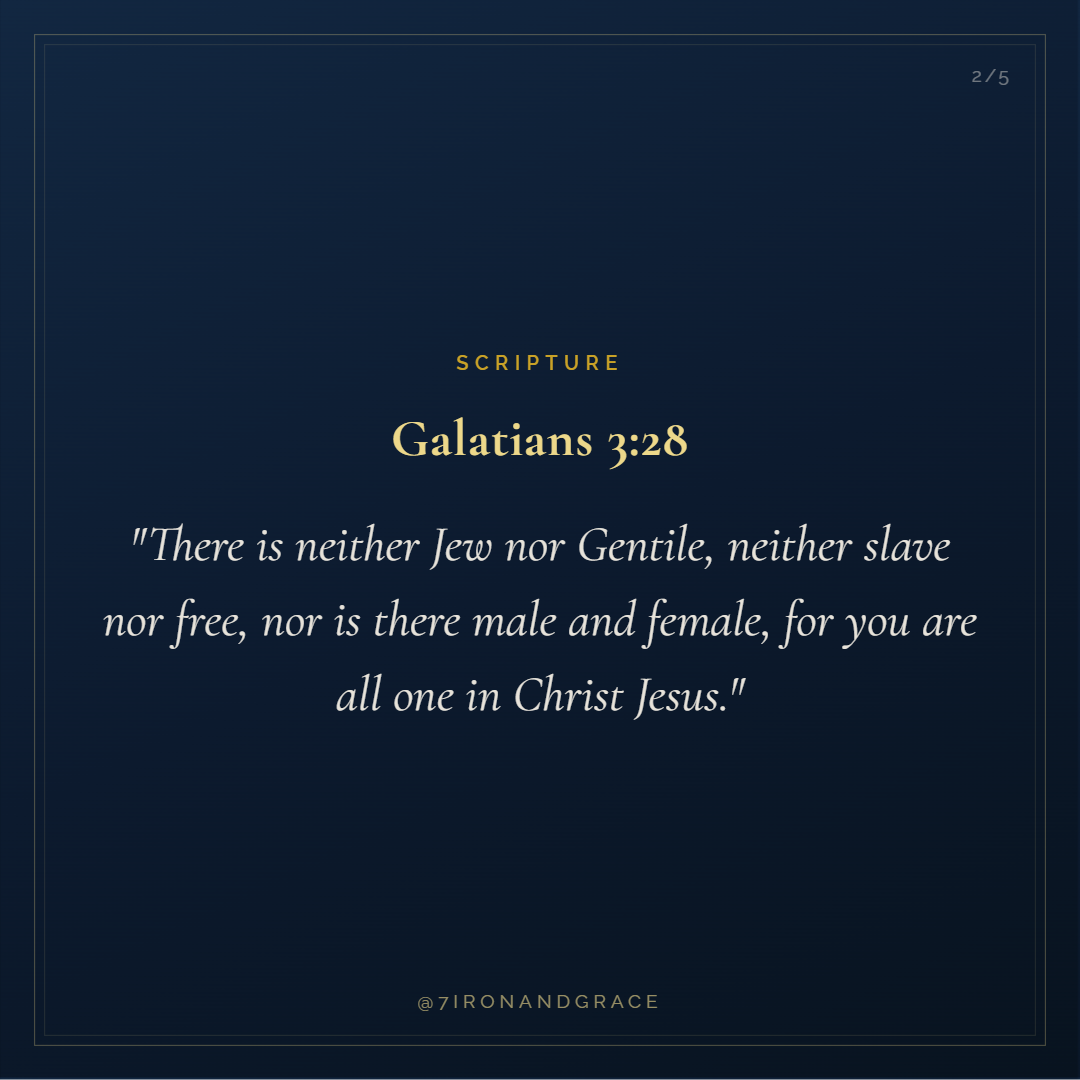 2/5
SCRIPTURE
Galatians 3:28
"There is neither Jew nor Gentile, neither slave
nor free, nor is there male and female, for you are
all one in Christ Jesus."
@7IRONANDGRACE